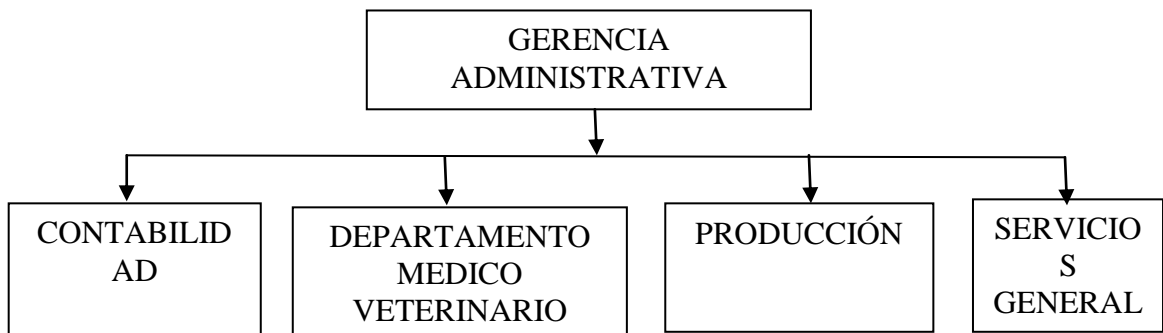 GERENCIA
ADMINISTRATIVA
CONTABILID
AD
DEPARTAMENTO
MEDICO
VETERINARIO
PRODUCCIÓN
SERVICIO
S
GENERAL